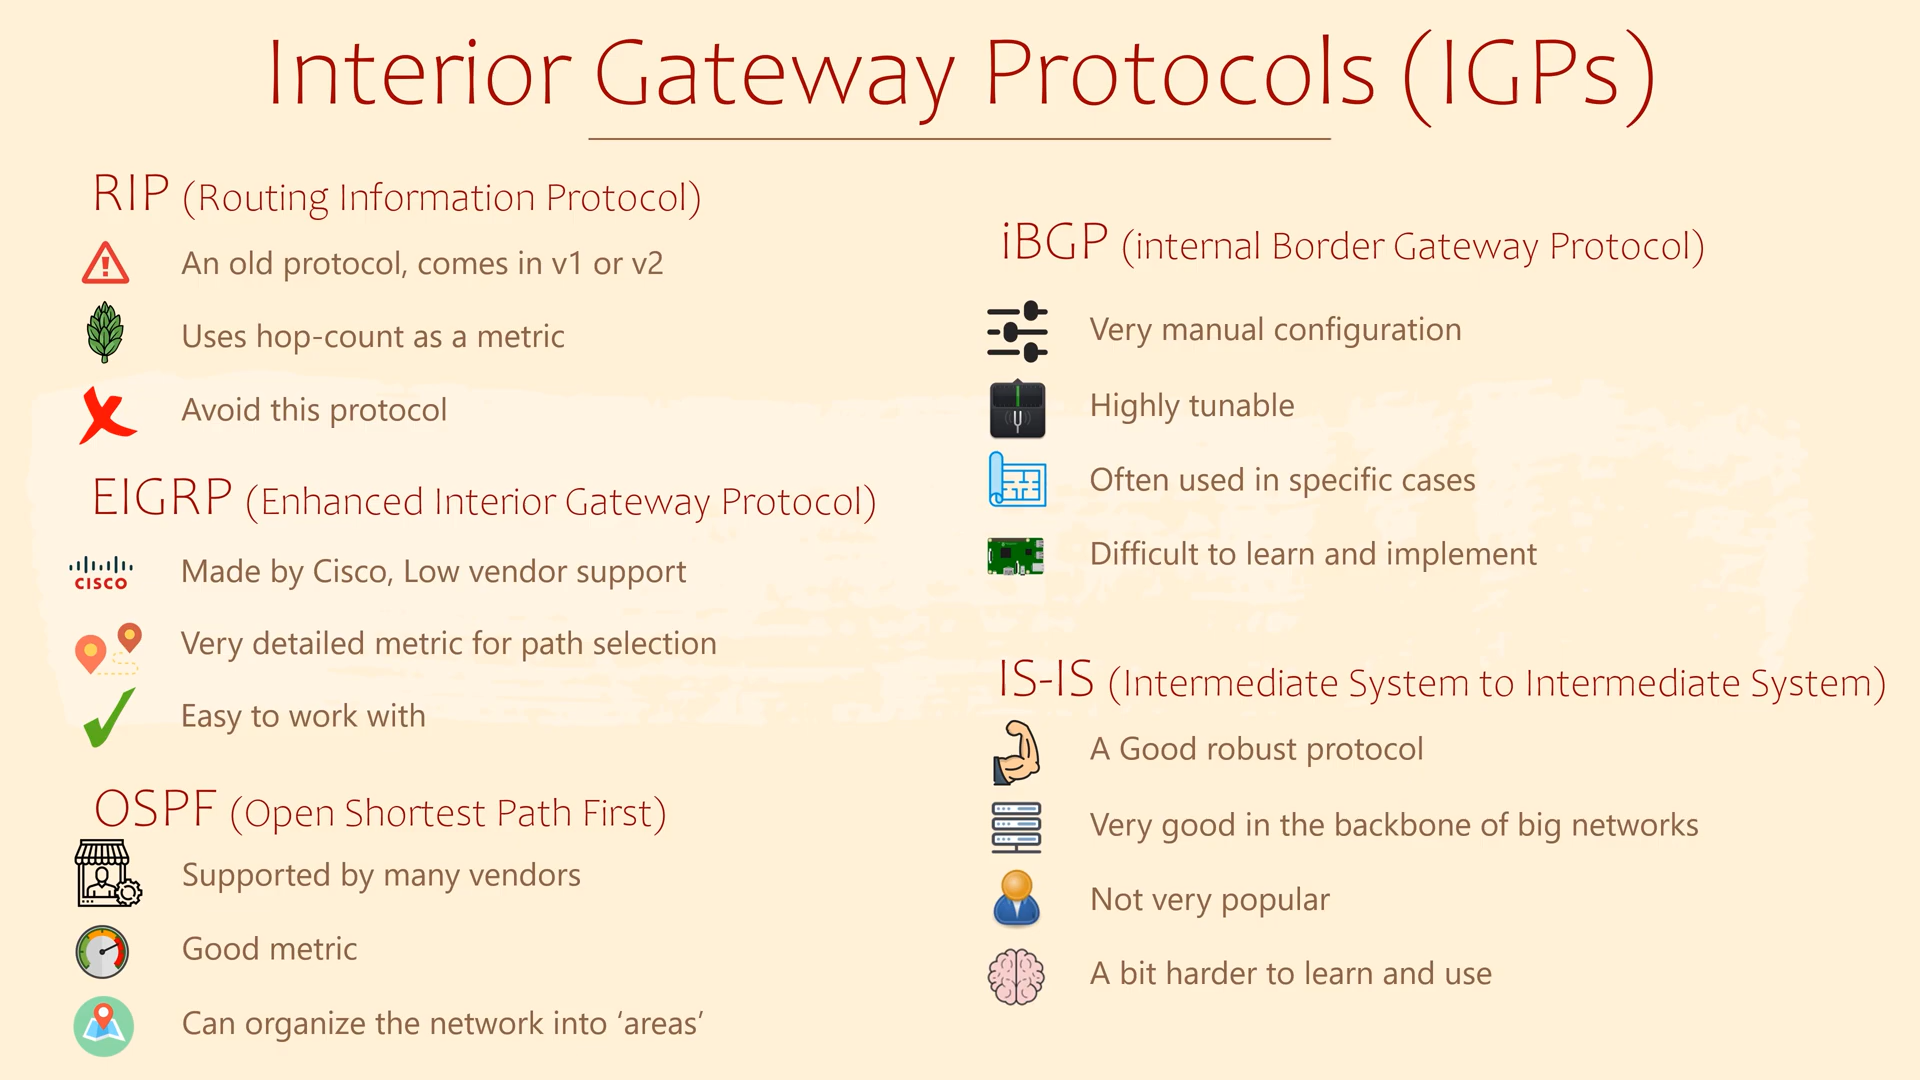 Interior Gateway Protocols (IGPs)
RIP (Routing Information Protocol)
An old protocol, comes in v1 or v2
Uses hop-count as a metric
Avoid this protocol
EIGRP (Enhanced Interior Gateway Protocol)
CISCO
Made by Cisco, Low vendor support
Very detailed metric for path selection
Easy to work with
OSPF (Open Shortest Path First)
Supported by many vendors
Good metric
Can organize the network into ‘areas’
iBGP (internal Border Gateway Protocol)
Very manual configuration
Highly tunable
Often used in specific cases
Difficult to learn and implement
IS-IS (Intermediate System to Intermediate System)
A Good robust protocol
Very good in the backbone of big networks
Not very popular
A bit harder to learn and use